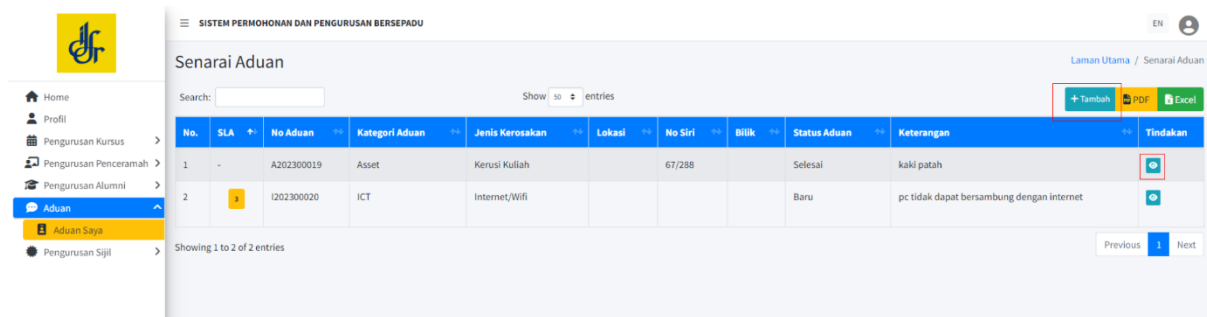 SISTEM PERMOHONAN DAN PENGURUSAN BERSEPADU EN
Senarai Aduan Laman Utama / Senarai Aduan
Home
Profil
Pengurusan Kursus
Pengurusan Penceramah
Pengurusan Alumni
Aduan
Aduan Saya
Pengurusan Sijil
Search: Show 50 entries +Tambah PDF Excel
No. SLA No Aduan Kategori Aduan Jenis Kerosakan Lokasi No Siri Bilik Status Aduan Keterangan Tindakan
1 - A202300019 Asset Kerusi Kuliah 67/288 Selesai kaki patah
2 3 I202300020 ICT Internet/Wifi Baru pc tidak dapat bersambung dengan internet
Showing 1 to 2 of 2 entries Previous 1 Next